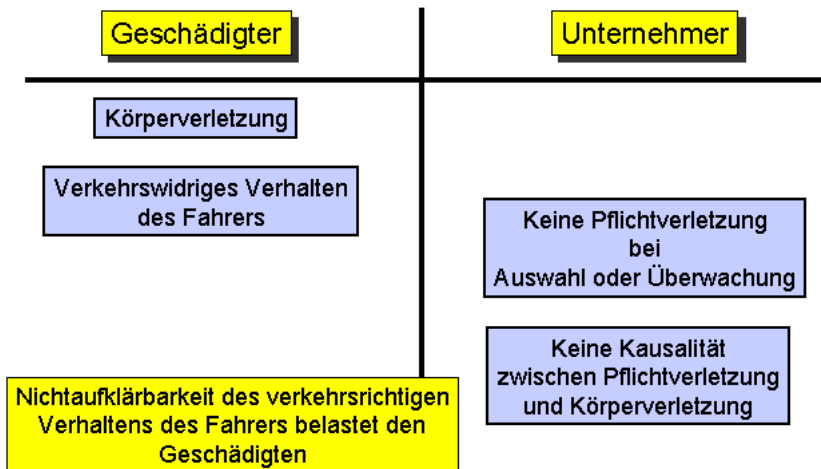 Geschädigter
Unternehmer
Körperverletzung
Verkehrswidriges Verhalten
des Fahrers
Keine Pflichtverletzung
bei
Auswahl oder Überwachung
Keine Kausalität
zwischen Pflichtverletzung
und Körperverletzung
Nichtaufklärbarkeit des verkehrsrichtigen
Verhaltens des Fahrers belastet den
Geschädigten